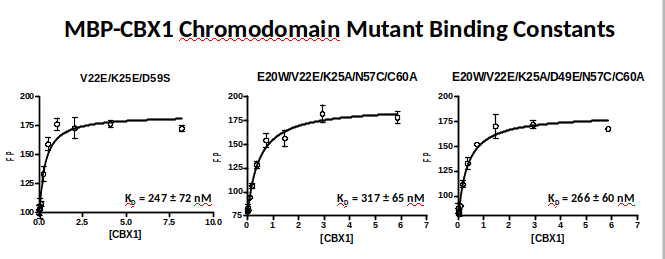 MBP-CBX1 Chromodomain Mutant Binding Constants
V22E/K25E/D59S
200
175
150
125
100
FP
0.0
2.5
5.0
7.5
10.0
[CBX1]
KD = 247 ± 72 nM
E20W/V22E/K25A/N57C/C60A
200
175
150
125
100
75
FP
0
1
2
3
4
5
6
7
[CBX1]
KD = 317 ± 65 nM
E20W/V22E/K25A/D49E/N57C/C60A
200
175
150
125
100
FP
0
1
2
3
4
5
6
7
[CBX1]
KD = 266 ± 60 nM